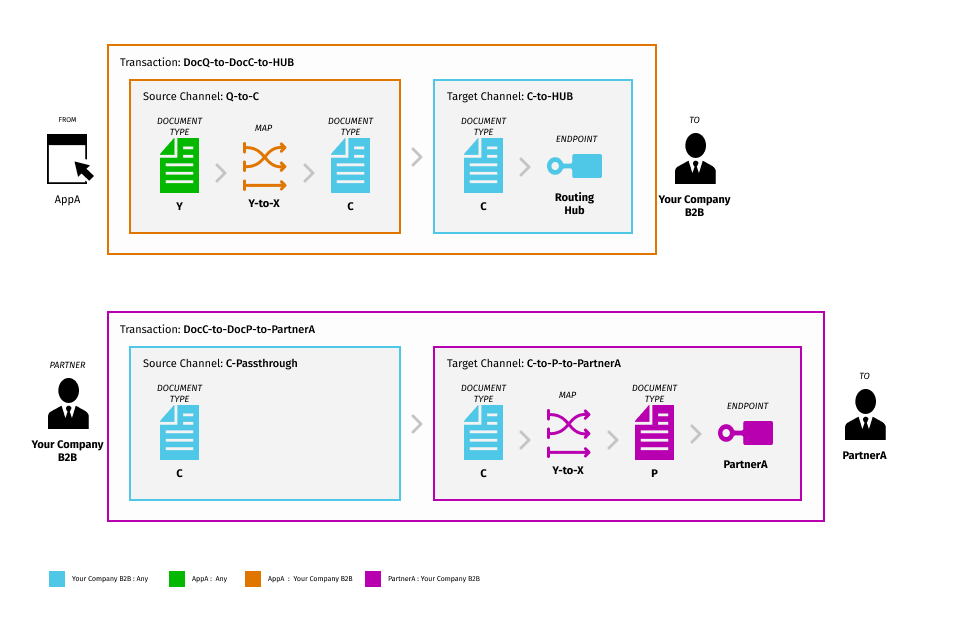 Transaction: DocQ-to-DocC-to-HUB
Source Channel: Q-to-C
Target Channel: C-to-HUB
FROM
AppA
DOCUMENT
TYPE
Y
MAP
Y-to-X
DOCUMENT
TYPE
C
DOCUMENT
TYPE
C
ENDPOINT
Routing
Hub
TO
Your Company
B2B
Transaction: DocC-to-DocP-to-PartnerA
Source Channel: C-Passthrough
Target Channel: C-to-P-to-PartnerA
PARTNER
Your Company
B2B
DOCUMENT
TYPE
C
DOCUMENT
TYPE
C
MAP
Y-to-X
DOCUMENT
TYPE
P
ENDPOINT
PartnerA
TO
PartnerA
Your Company B2B : Any
AppA : Any
AppA : Your Company B2B
PartnerA : Your Company B2B